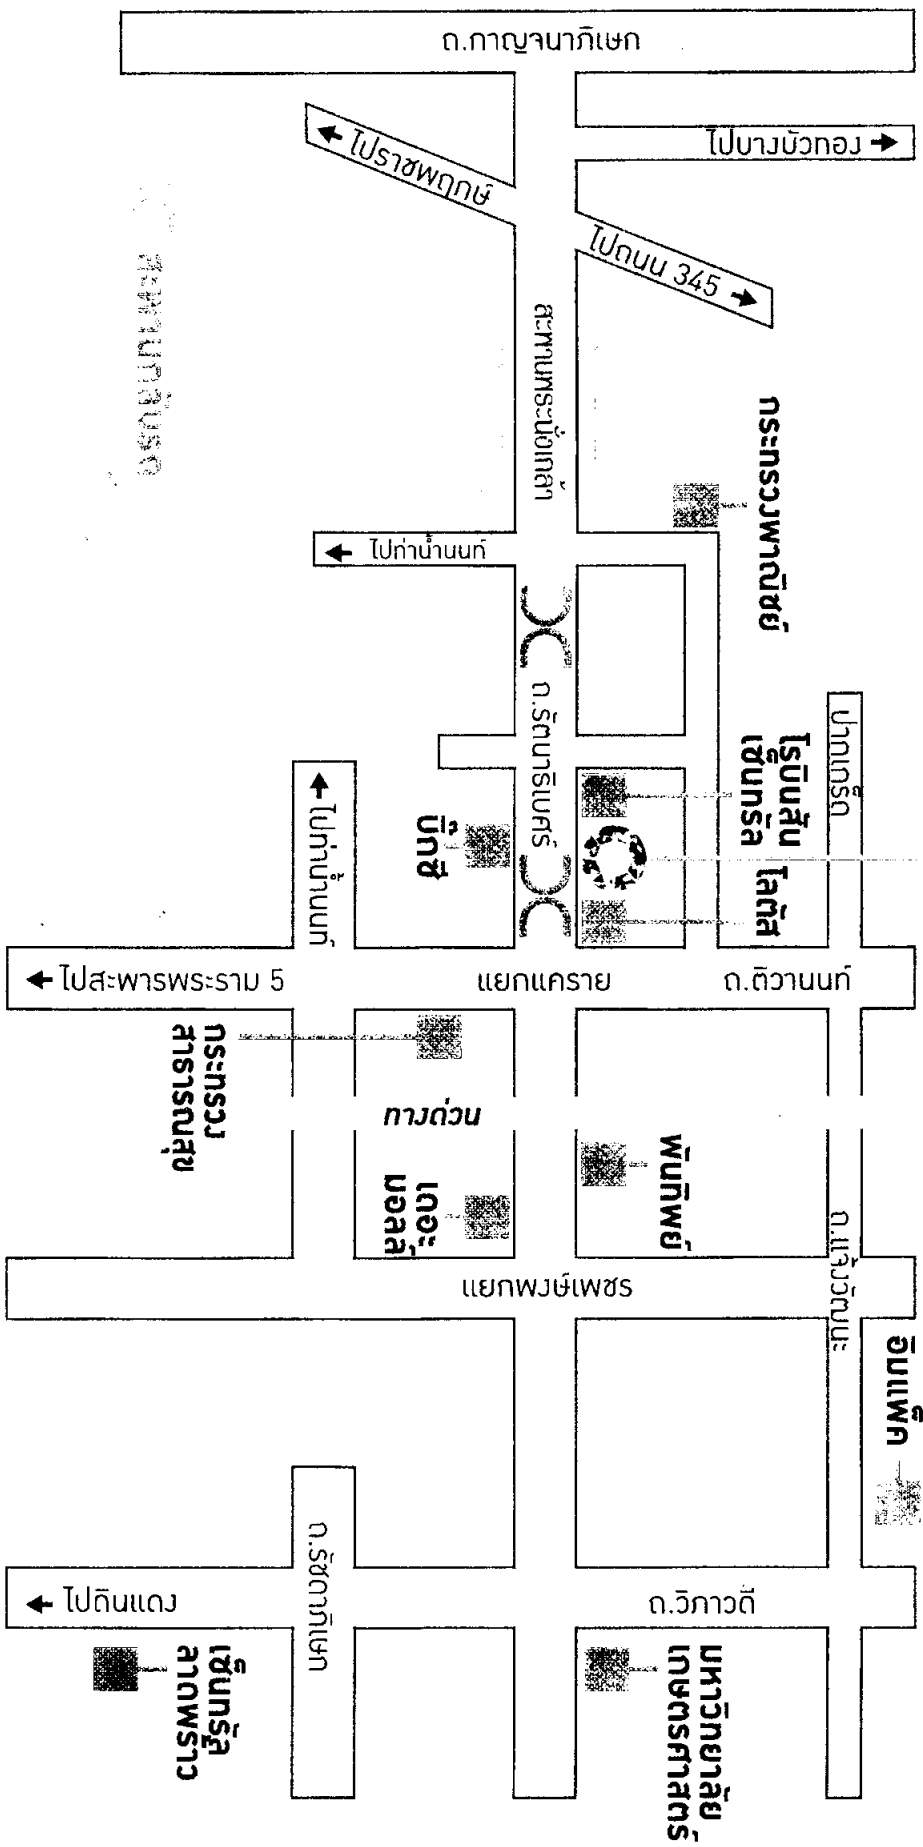 ถ.กาญจนาภิเษก
ไปบางบัวทอง
ไปราชพฤกษ์
ไปถนน 345
สะพานพระนั่งเกล้า
กระทรวงพาณิชย์
ไปท่าน้ำนนท์
ถ.รัตนาธิเบศร์
ปากเกร็ด
โรบินสัน
เซ็นทรัล
โลตัส
บิ๊กซี
ไปท่าน้ำนนท์
ไปสะพารพระราม 5
แยกแคราย
ถ.ติวานนท์
กระทรวง
สาธารณสุข
ทางด่วน
พันทิพย์
เดอะ
มอลล์
ถ.แจ้งวัฒนะ
แยกพงษ์เพชร
อิมแพ็ค
ถ.รัชดาภิเษก
ไปดินแดง
ถ.วิภาวดี
เซ็นทรัล
ลาดพราว
มหาวิทยาลัย
เกษตรศาสตร์